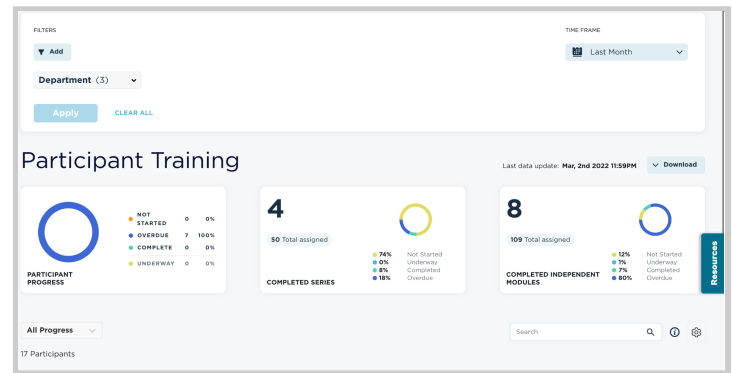 FILTERS
TIME FRAME
Add
Last Month
Department (3)
Apply
CLEAR ALL
Participant Training
Last data update: Mar, 2nd 2022 11:59PM
Download
NOT STARTED 0 0%
OVERDUE 7 100%
COMPLETE 0 0%
UNDERWAY 0 0%
PARTICIPANT
PROGRESS
4
50 Total assigned
74% Not Started
0% Underway
8% Completed
18% Overdue
COMPLETED SERIES
8
109 Total assigned
12% Not Started
1% Underway
7% Completed
80% Overdue
COMPLETED INDEPENDENT
MODULES
Resources
All Progress
Search
17 Participants